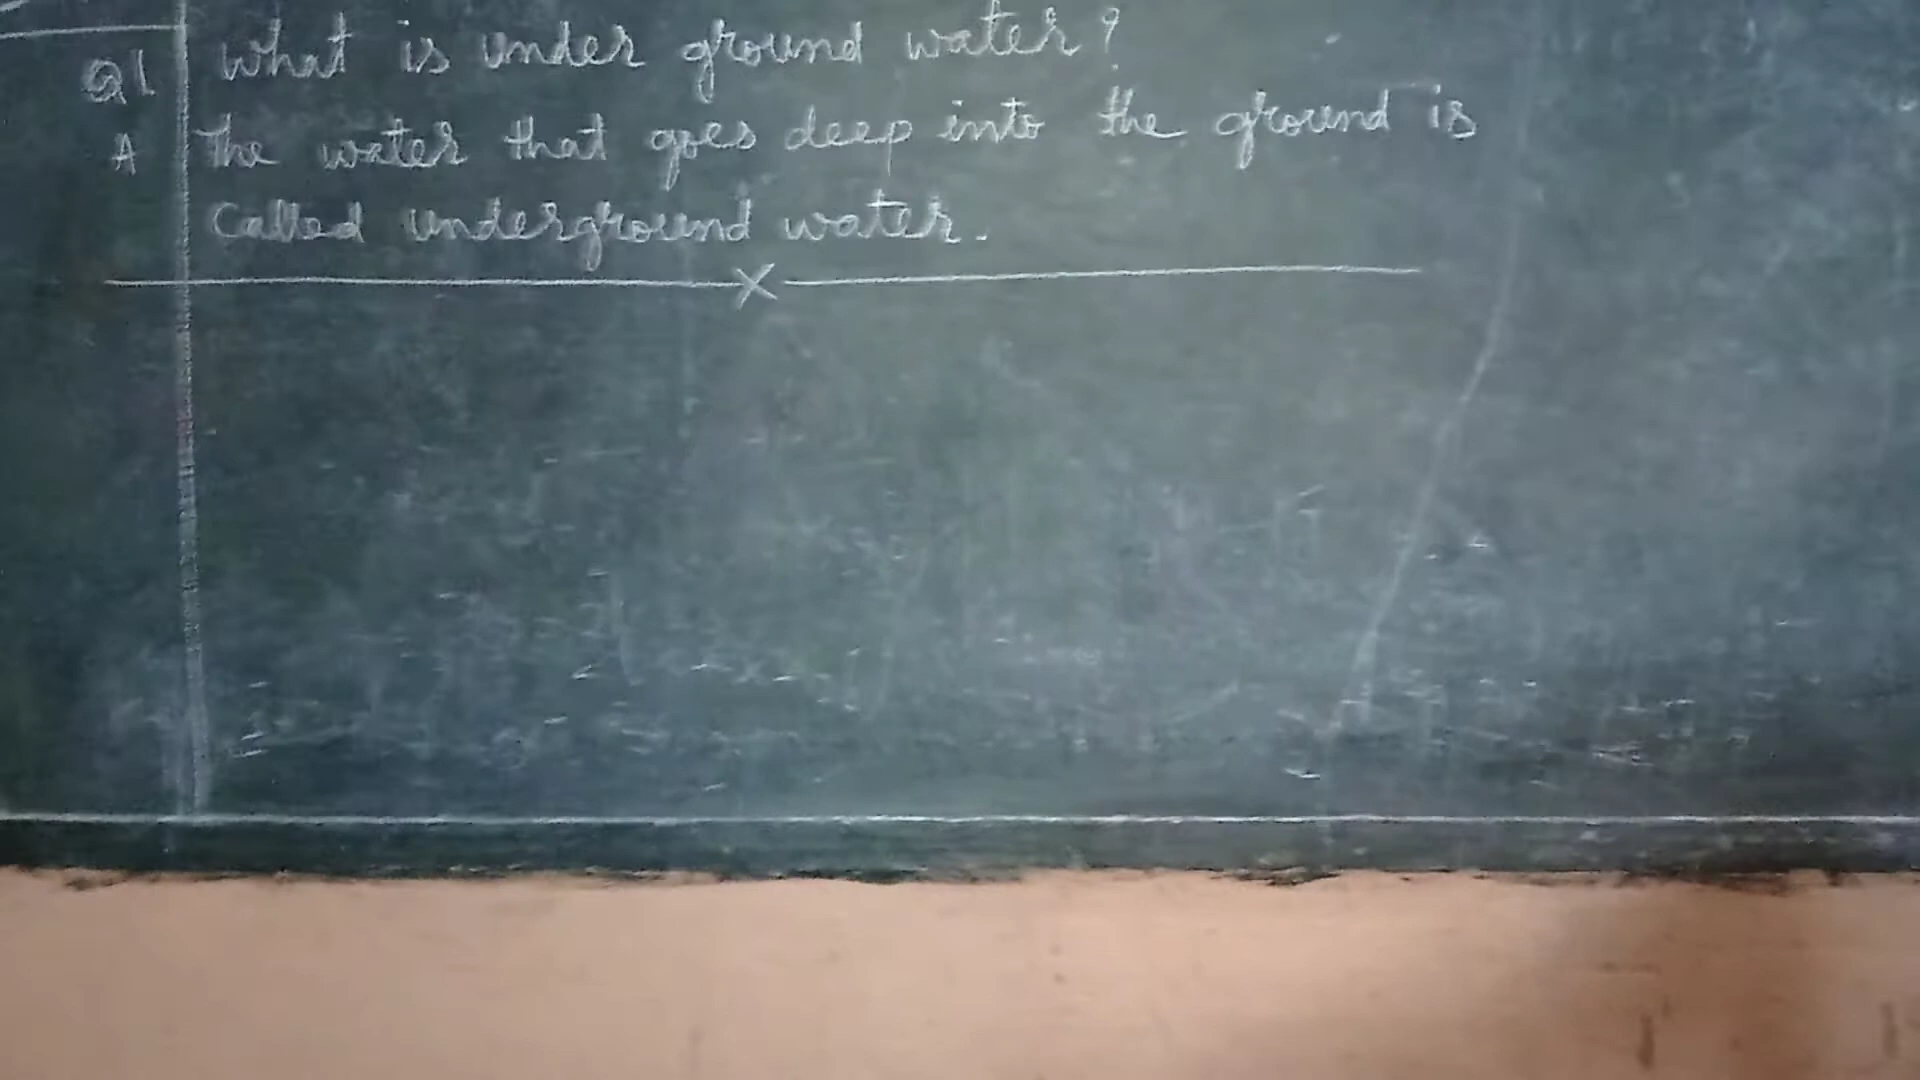 Q1 What is under ground water?
A The water that goes deep into the ground is
called underground water.
X